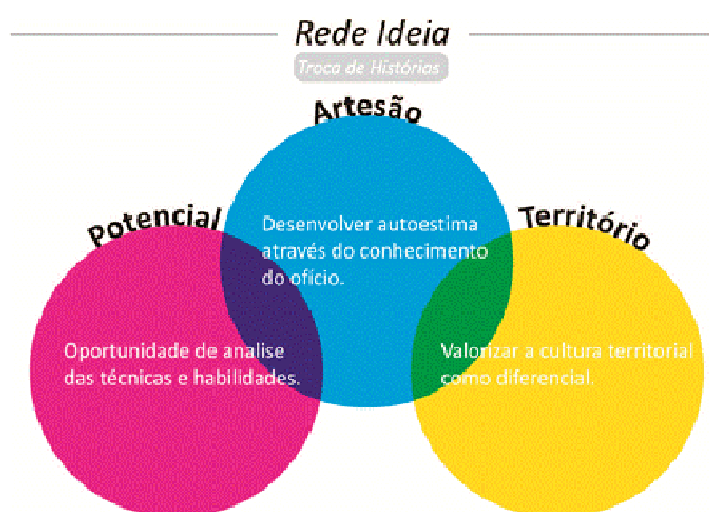 Rede Ideia
Troca de Histórias
Artesão
Potencial
Território
Desenvolver autoestima
através do conhecimento
do ofício.
Oportunidade de analise
das técnicas e habilidades.
Valorizar a cultura territorial
como diferencial.